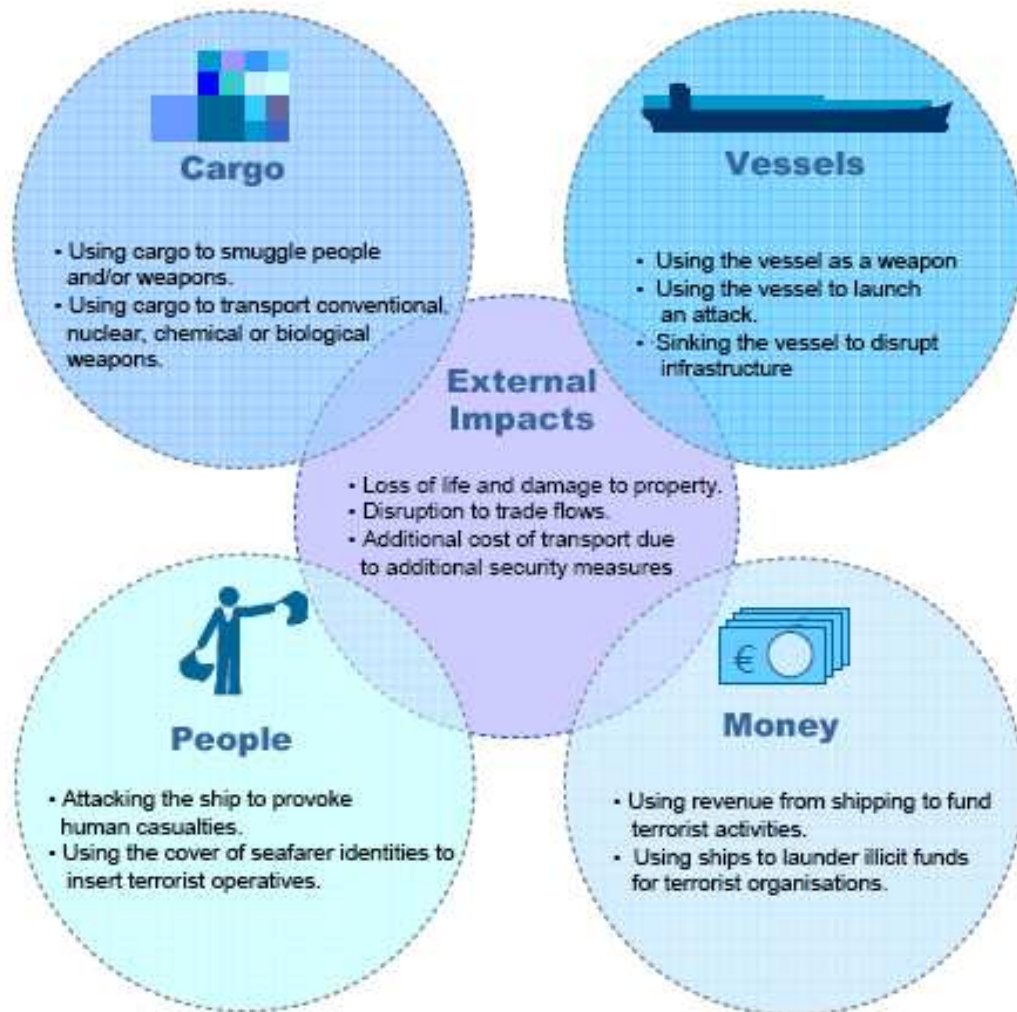 Cargo
• Using cargo to smuggle people
and/or weapons.
• Using cargo to transport conventional,
nuclear, chemical or biological
weapons.
Vessels
• Using the vessel as a weapon
• Using the vessel to launch
an attack.
• Sinking the vessel to disrupt
infrastructure
External
Impacts
• Loss of life and damage to property.
• Disruption to trade flows.
• Additional cost of transport due
to additional security measures
People
• Attacking the ship to provoke
human casualties.
• Using the cover of seafarer identities to
insert terrorist operatives.
€
Money
• Using revenue from shipping to fund
terrorist activities.
• Using ships to launder illicit funds
for terrorist organisations.